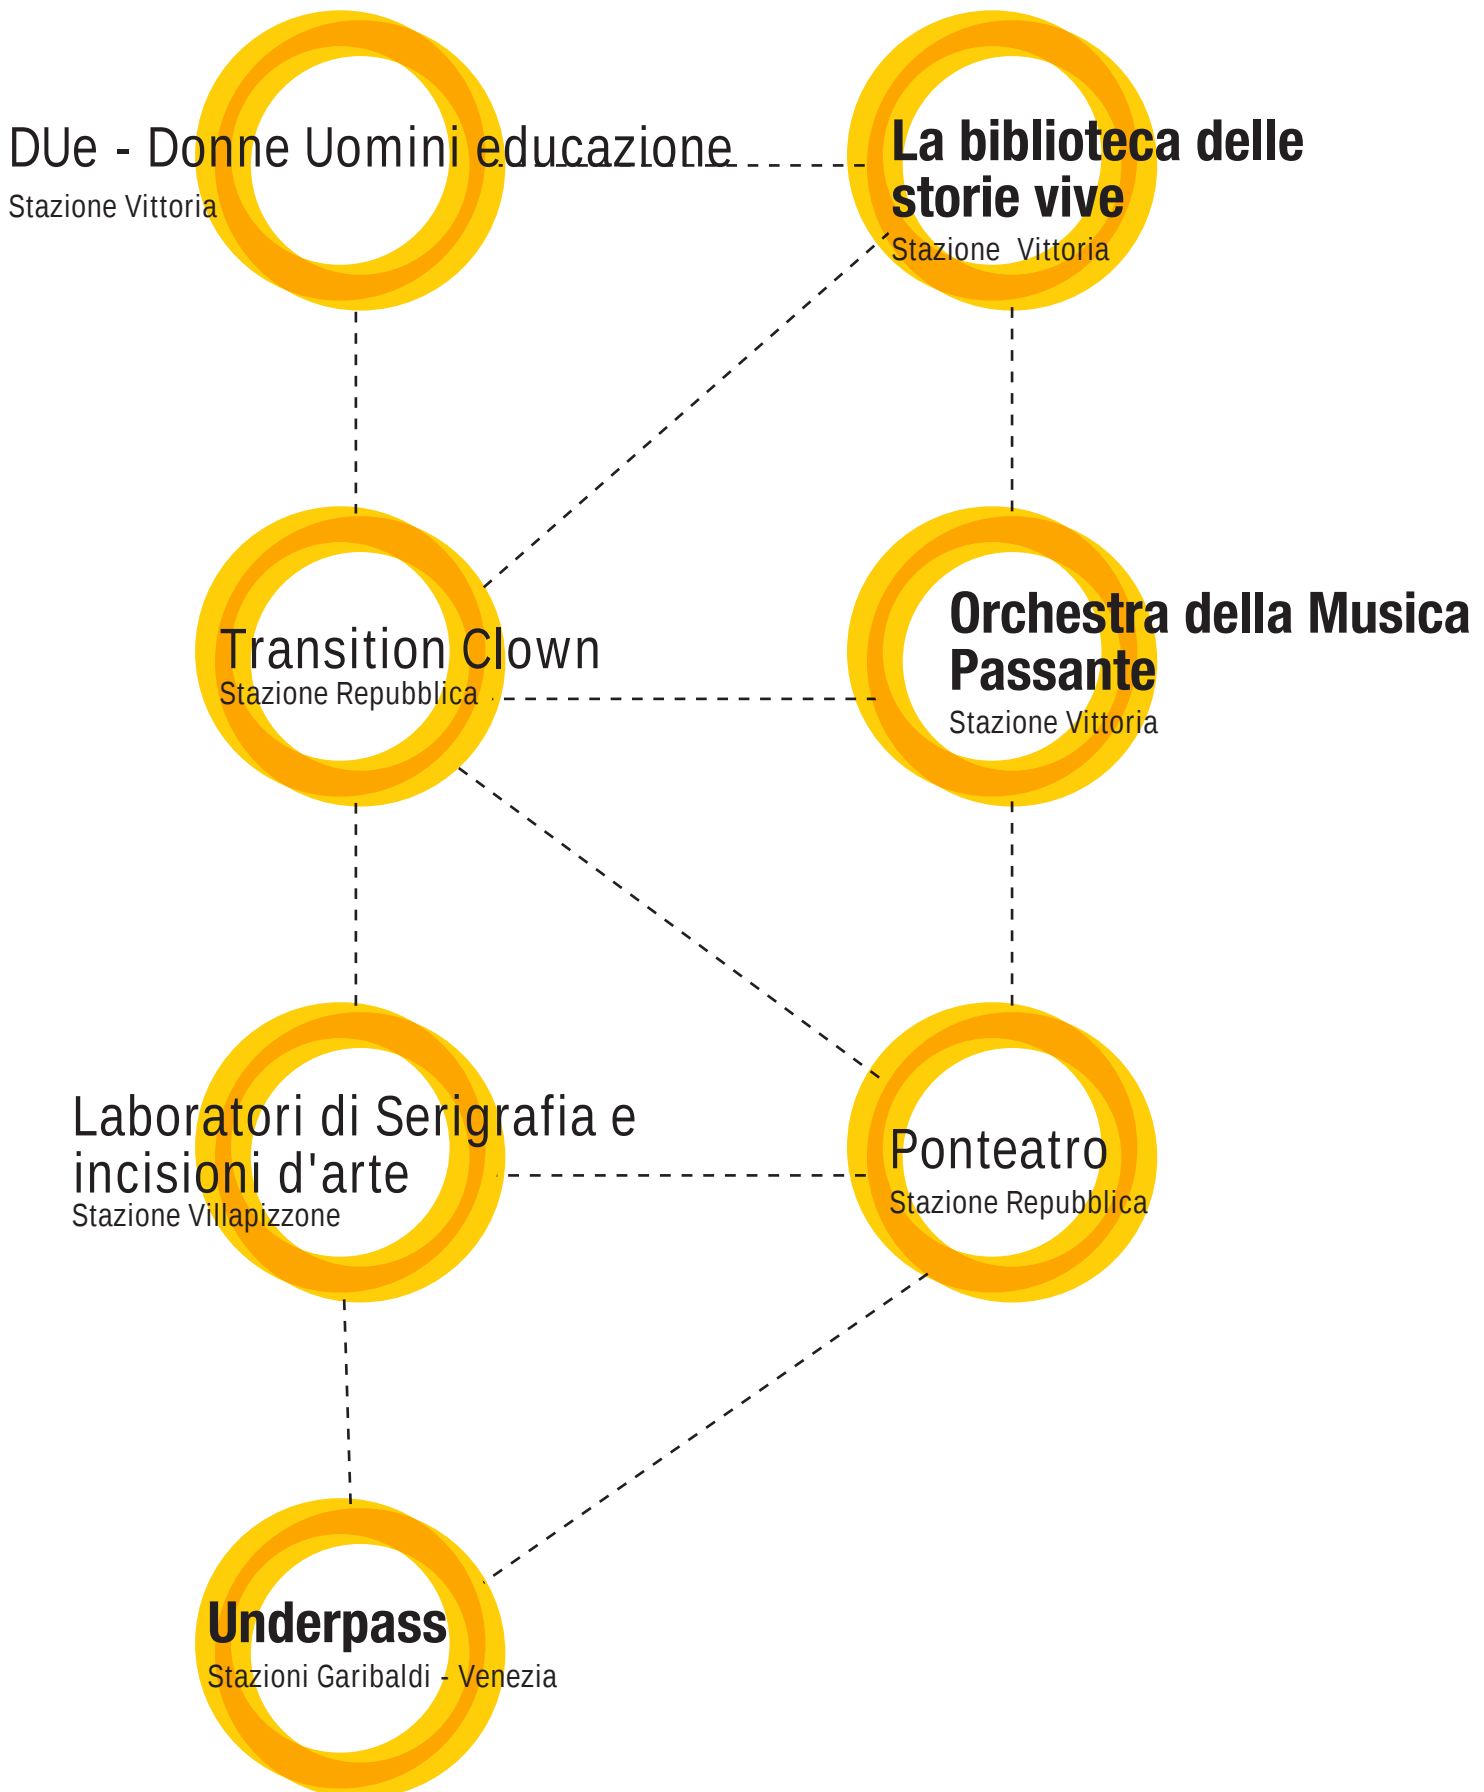 DUe - Donne Uomini educazione
Stazione Vittoria
La biblioteca delle
storie vive
Stazione Vittoria
Transition Clown
Stazione Repubblica
Orchestra della Musica
Passante
Stazione Vittoria
Laboratori di Serigrafia e
incisioni d'arte
Stazione Villapizzone
Ponteatro
Stazione Repubblica
Underpass
Stazioni Garibaldi - Venezia